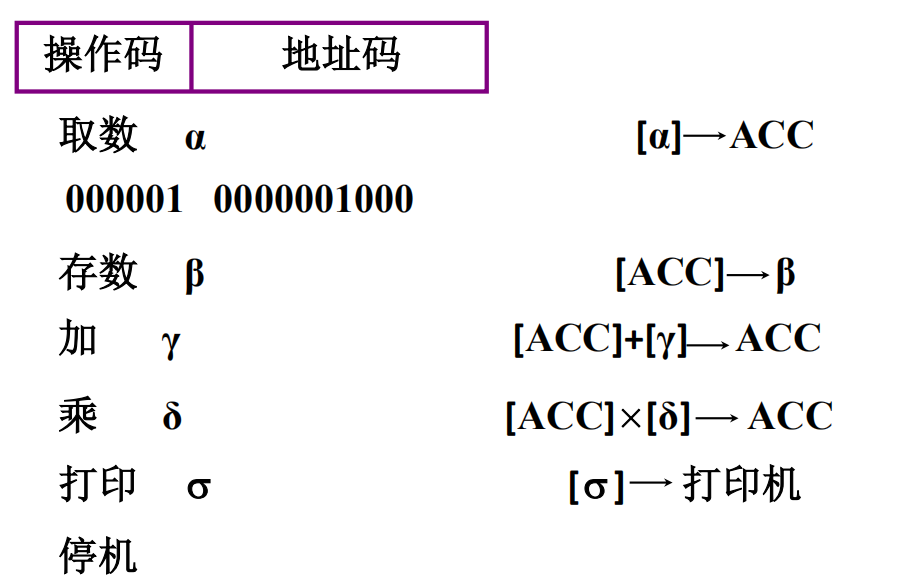 操作码 地址码
取数 α [α]→ACC
000001 0000001000
存数 β [ACC]→β
加 γ [ACC]+[γ]→ACC
乘 δ [ACC]×[δ]→ACC
打印 σ [σ]→打印机
停机